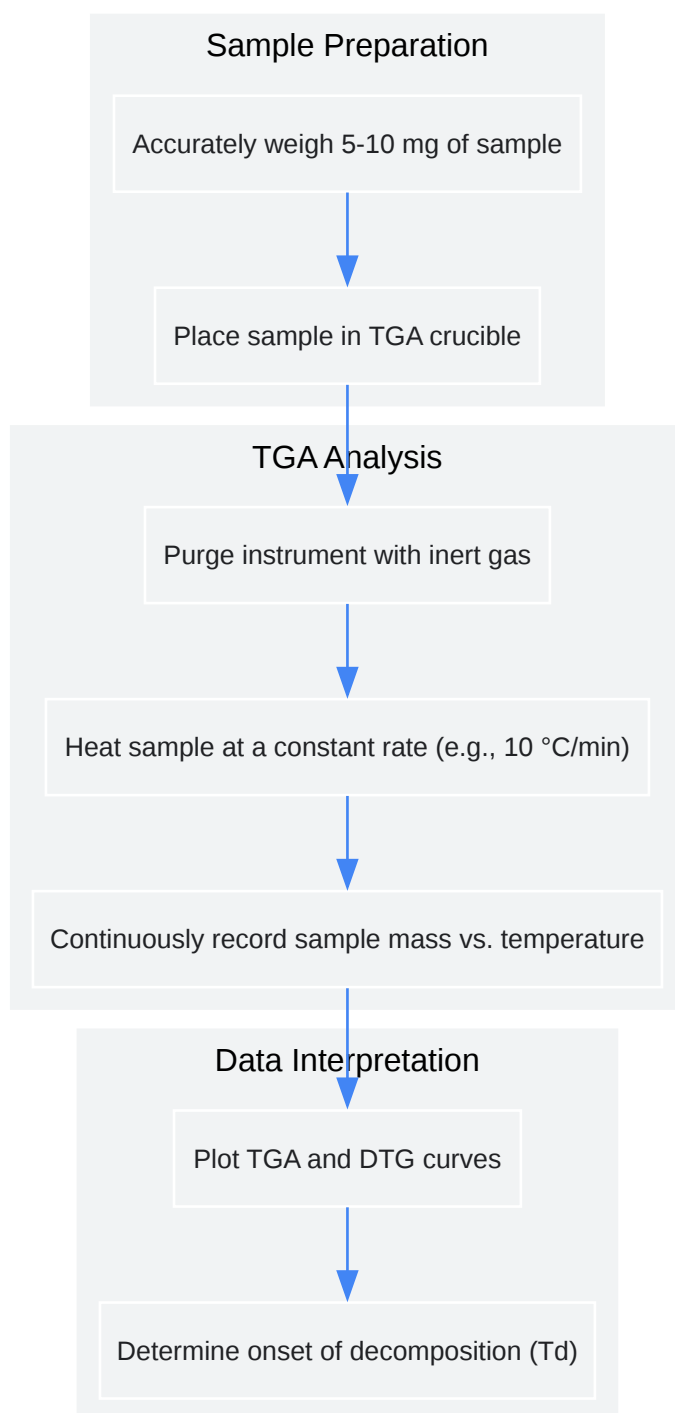 Sample Preparation
Accurately weigh 5-10 mg of sample
Place sample in TGA crucible
TGA Analysis
Purge instrument with inert gas
Heat sample at a constant rate (e.g., 10 °C/min)
Continuously record sample mass vs. temperature
Data Interpretation
Plot TGA and DTG curves
Determine onset of decomposition (Td)